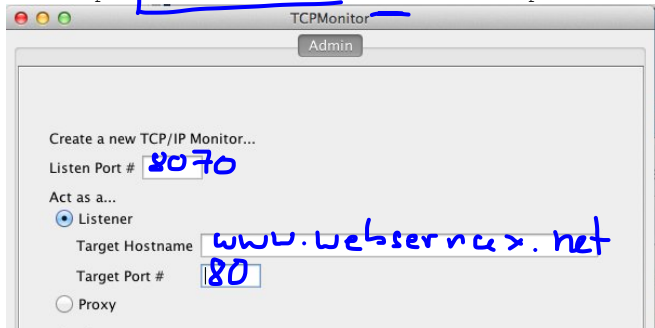 TCPMonitor
Admin
Create a new TCP/IP Monitor...
Listen Port # 8070
Act as a...
Listener
Target Hostname www.webservicex.net
Target Port # 80
Proxy